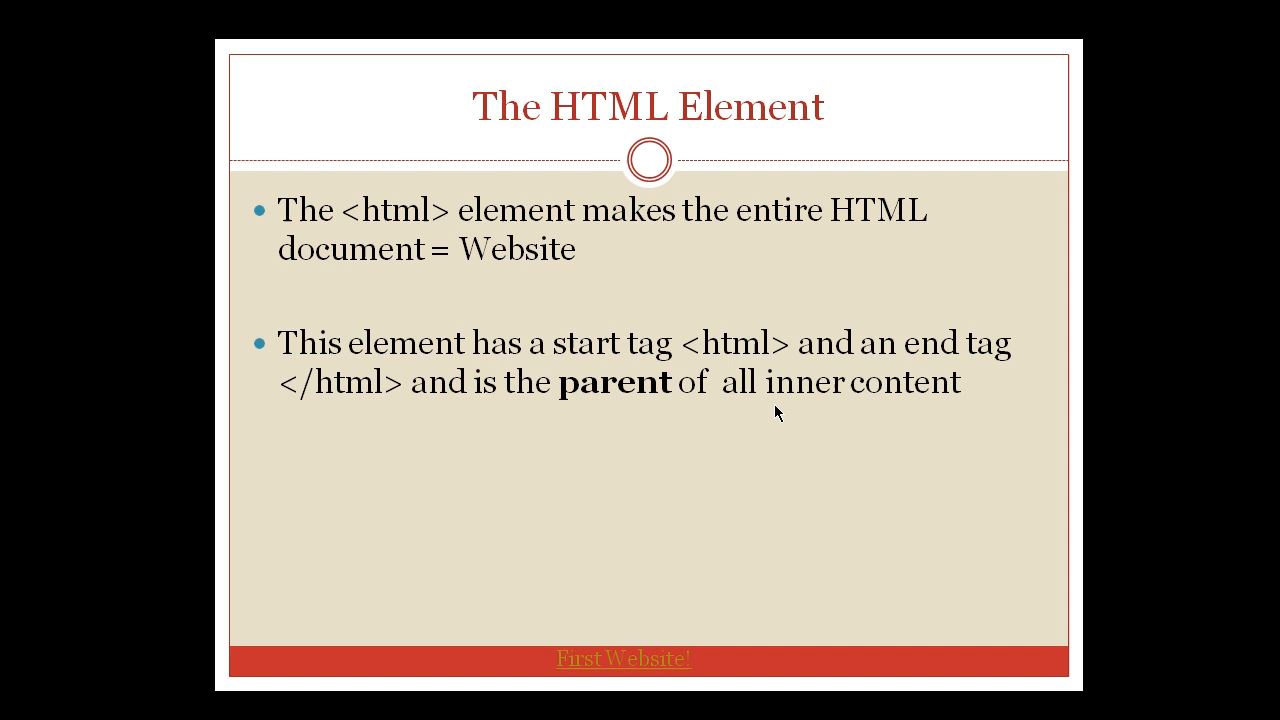 The HTML Element
The <html> element makes the entire HTML
document = Website
This element has a start tag <html> and an end tag
</html> and is the parent of  all inner content
First Website!